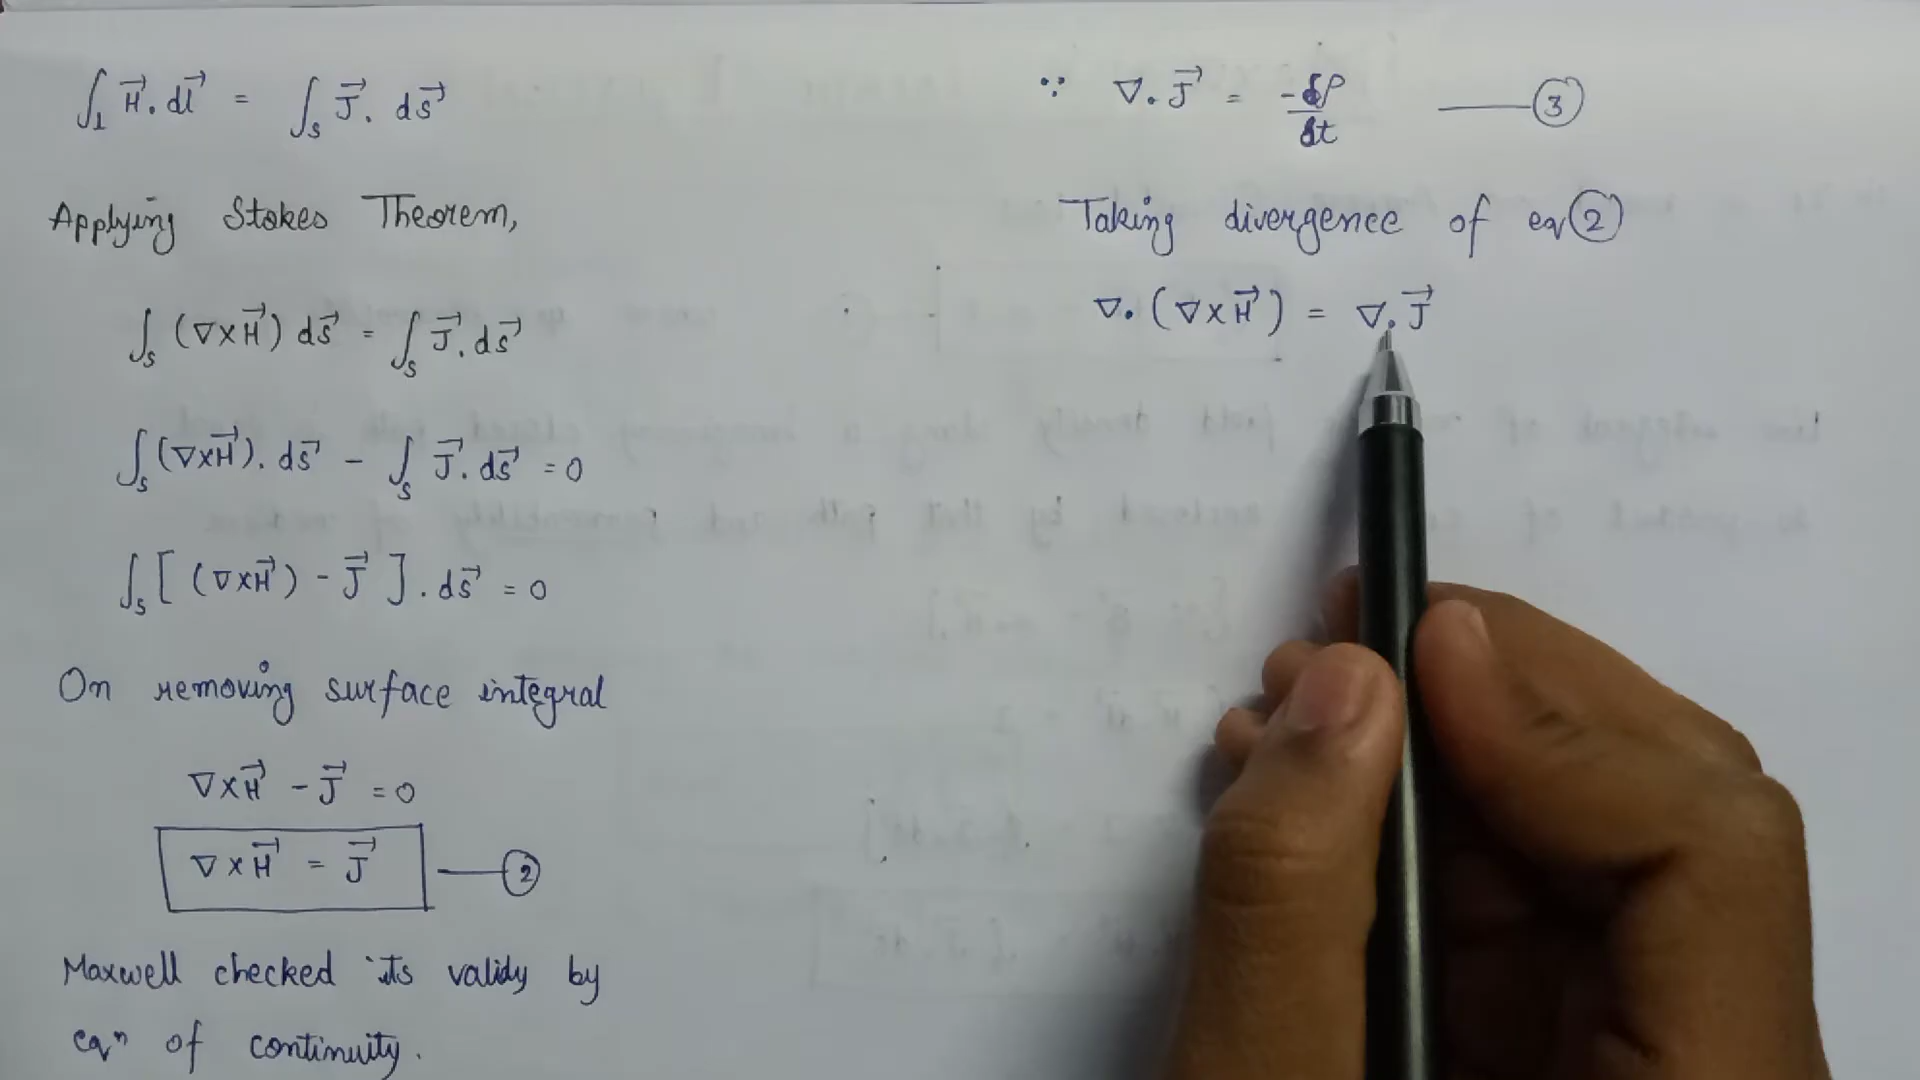 ∫₁ H⃗. dl⃗ = ∫ₛ J⃗. ds⃗
Applying Stokes Theorem,
∫ₛ (∇×H⃗) ds⃗ = ∫ₛ J⃗. ds⃗
∫ₛ (∇×H⃗). ds⃗ - ∫ₛ J⃗. ds⃗ = 0
∫ₛ [ (∇×H⃗) - J⃗ ]. ds⃗ = 0
On removing surface integral
∇×H⃗ - J⃗ = 0
∇×H⃗ = J⃗ —②
Maxwell checked its validy by
eqⁿ of continuity.
∵ ∇. J⃗ = -δρ/δt —③
Taking divergence of eq ②
∇. (∇×H⃗) = ∇. J⃗